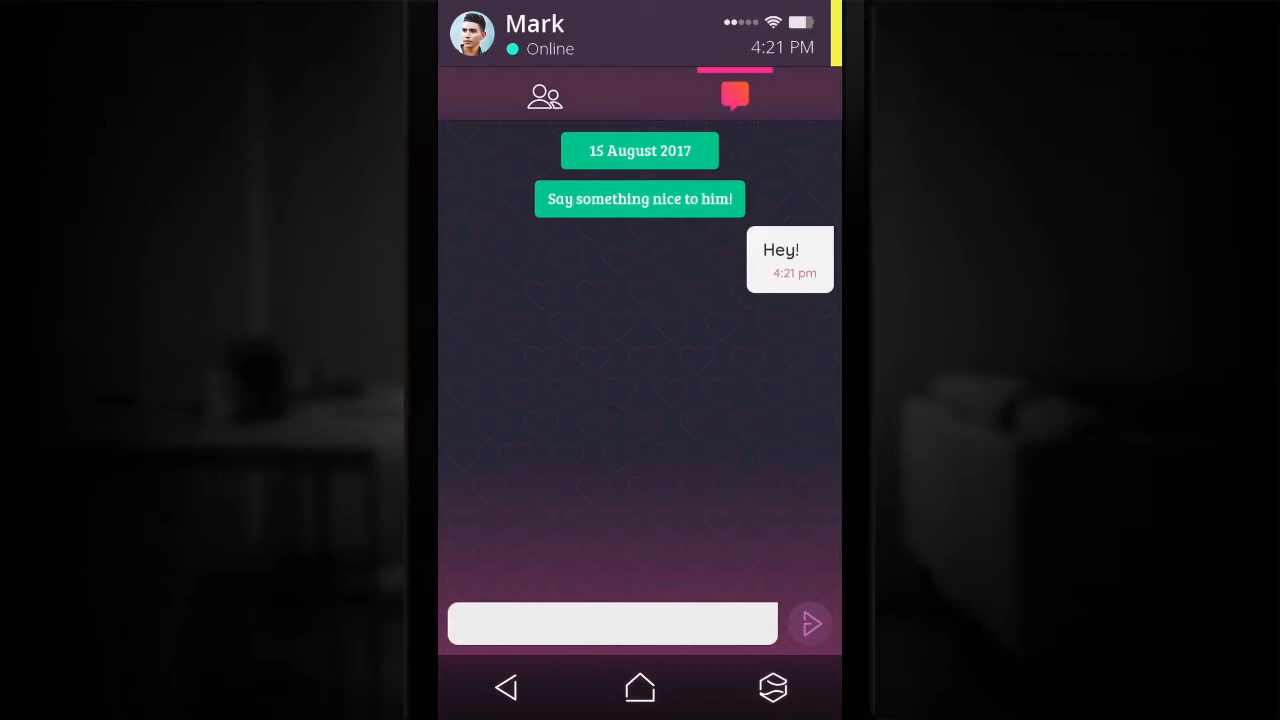 Mark
Online
4:21 PM
15 August 2017
Say something nice to him!
Hey!
4:21 pm